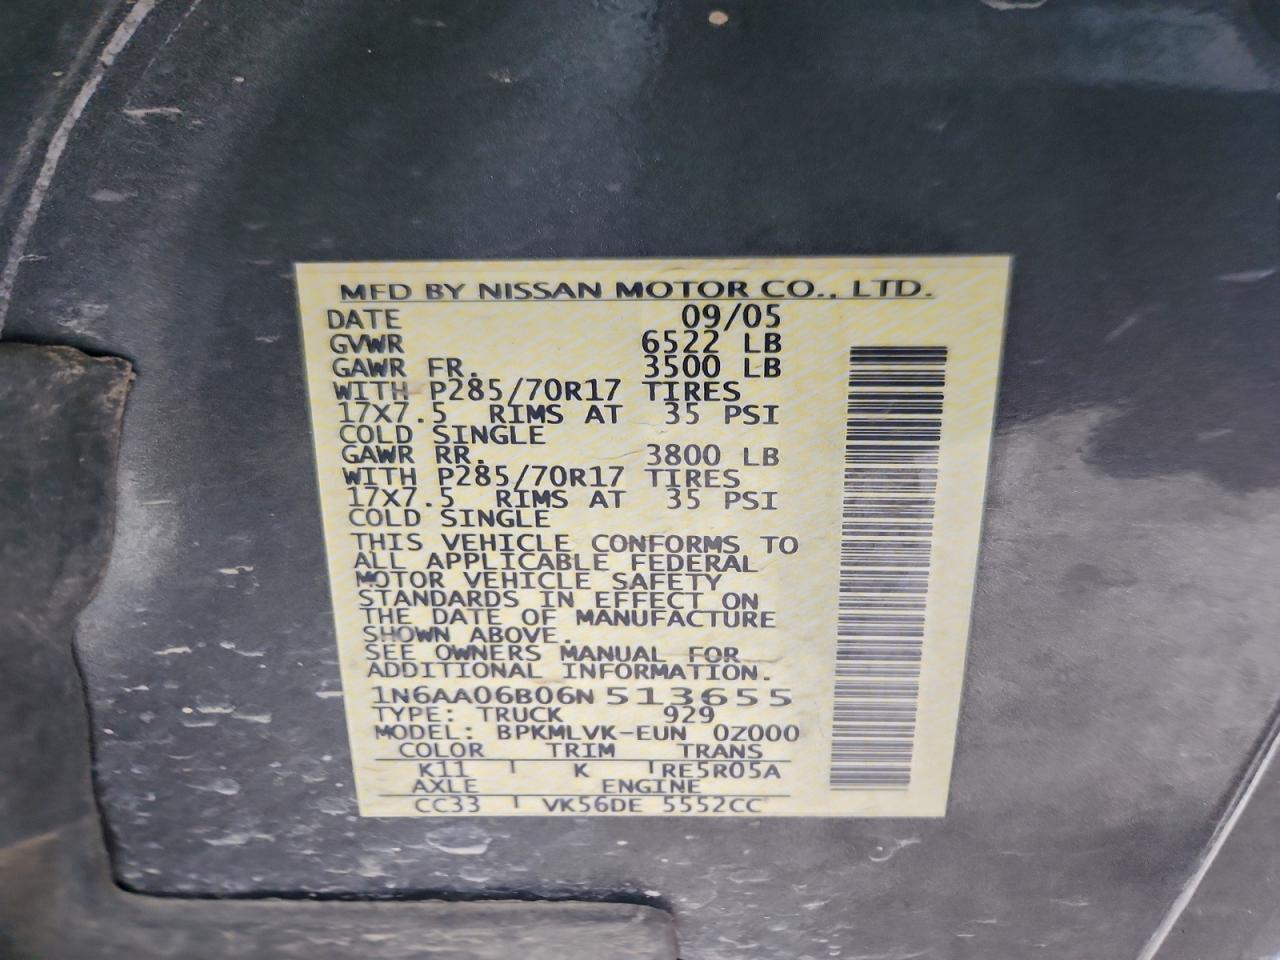 MFD BY NISSAN MOTOR CO., LTD.
DATE 09/05
GVWR 6522 LB
GAWR FR. 3500 LB
WITH P285/70R17 TIRES
17X7.5 RIMS AT 35 PSI
COLD SINGLE
GAWR RR. 3800 LB
WITH P285/70R17 TIRES
17X7.5 RIMS AT 35 PSI
COLD SINGLE
THIS VEHICLE CONFORMS TO
ALL APPLICABLE FEDERAL
MOTOR VEHICLE SAFETY
STANDARDS IN EFFECT ON
THE DATE OF MANUFACTURE
SHOWN ABOVE.
SEE OWNERS MANUAL FOR
ADDITIONAL INFORMATION.
1N6AA06B06N513655
TYPE: TRUCK 929
MODEL: BPKMLVK-EUN 0Z000
COLOR TRIM TRANS
K11 K RE5R05A
AXLE ENGINE
CC33 VK56DE 5552CC